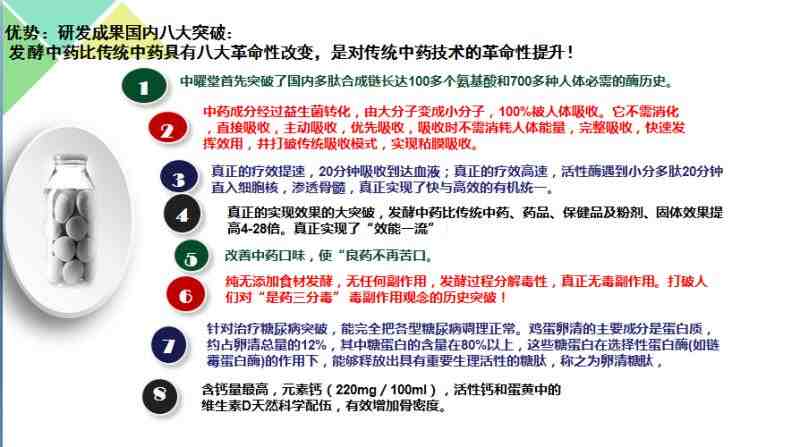 优势：研发成果国内八大突破：
发酵中药比传统中药具有八大革命性改变，是对传统中药技术的革命性提升！
1 中曜堂首先突破了国内多肽合成链长达100多个氨基酸和700多种人体必需的酶历史。
中药成分经过益生菌转化，由大分子变成小分子，100%被人体吸收。它不需消化
2 ，直接吸收，主动吸收，优先吸收，吸收时不需消耗人体能量，完整吸收，快速发
挥效用，并打破传统吸收模式，实现粘膜吸收。
3 真正的疗效提速，20分钟吸收到达血液；真正的疗效高速，活性酶遇到小分多肽20分钟
直入细胞核，渗透骨髓，真正实现了快与高效的有机统一。
4 真正的实现效果的大突破，发酵中药比传统中药、药品、保健品及粉剂、固体效果提
高4-28倍。真正实现了“效能一流”
5 改善中药口味，使“良药不再苦口。
6 纯无添加食材发酵，无任何副作用，发酵过程分解毒性，真正无毒副作用。打破人
们对“是药三分毒” 毒副作用观念的历史突破！
针对治疗糖尿病突破，能完全把各型糖尿病调理正常。鸡蛋卵清的主要成分是蛋白质，
7 约占卵清总量的12%，其中糖蛋白的含量在80%以上，这些糖蛋白在选择性蛋白酶(如链
霉蛋白酶)的作用下，能够释放出具有重要生理活性的糖肽，称之为卵清糖肽，
8 含钙量最高，元素钙（220mg / 100ml），活性钙和蛋黄中的
维生素D天然科学配伍，有效增加骨密度。